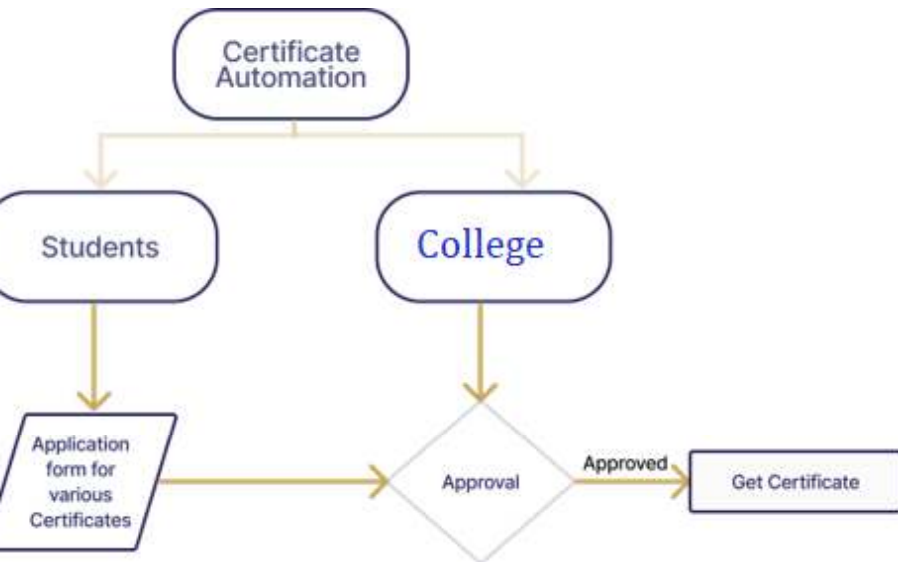 Certificate
Automation
Students
College
Application
form for
various
Certificates
Approval
Approved
Get Certificate